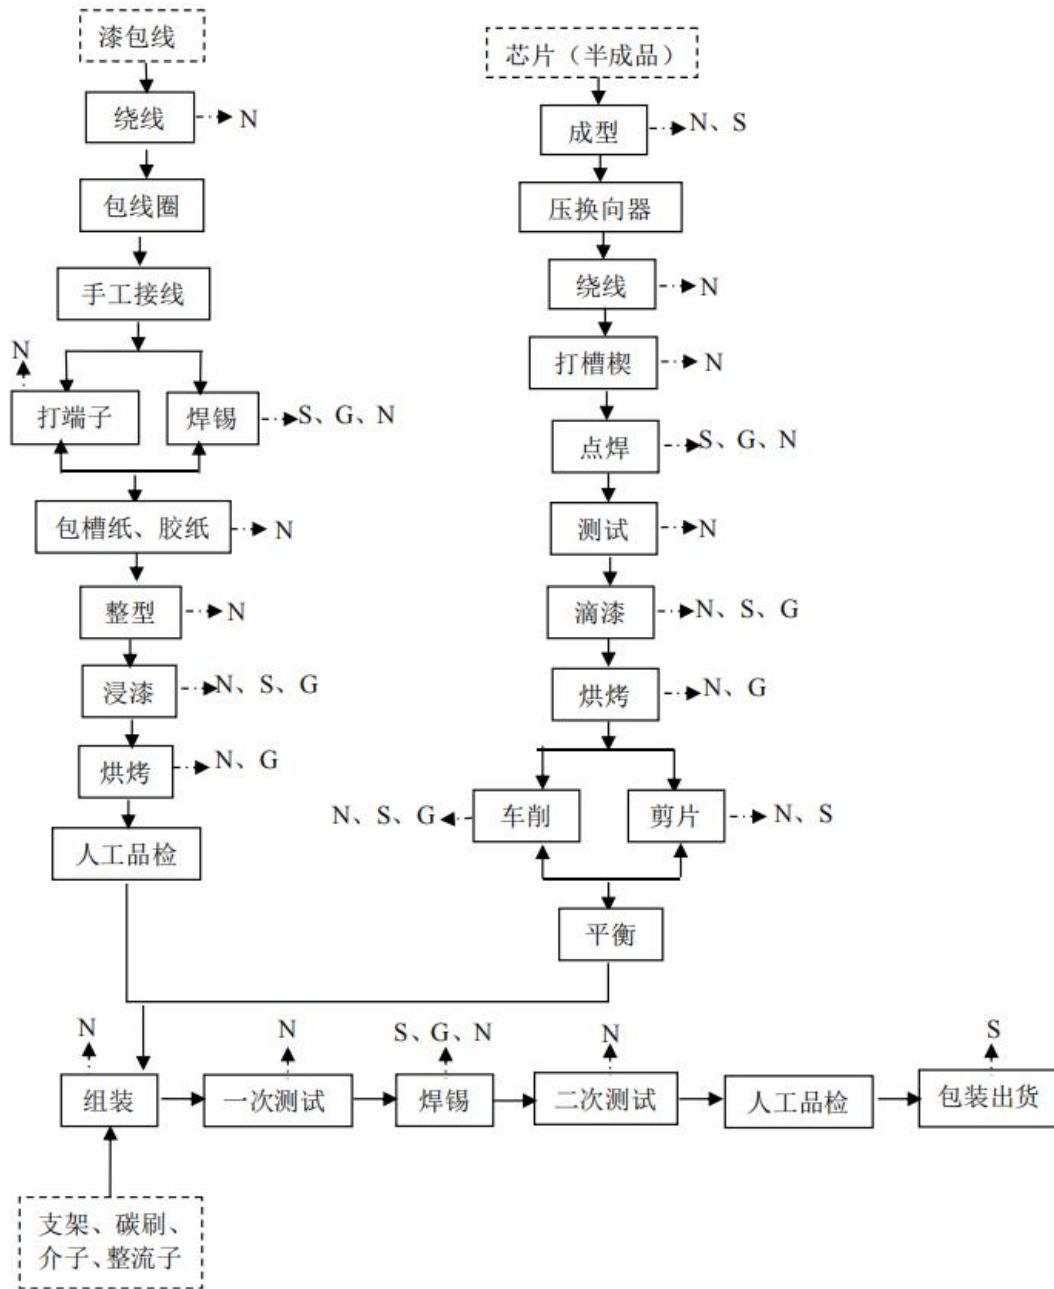 漆包线
绕线
N
包线圈
手工接线
N
打端子
焊锡
S、G、N
包槽纸、胶纸
N
整型
N
浸漆
N、S、G
烘烤
N、G
人工品检
芯片（半成品）
成型
N、S
压换向器
绕线
N
打槽楔
N
点焊
S、G、N
测试
N
滴漆
N、S、G
烘烤
N、G
N、S、G
车削
剪片
N、S
平衡
N
N
S、G、N
N
S
组装
一次测试
焊锡
二次测试
人工品检
包装出货
支架、碳刷、
介子、整流子